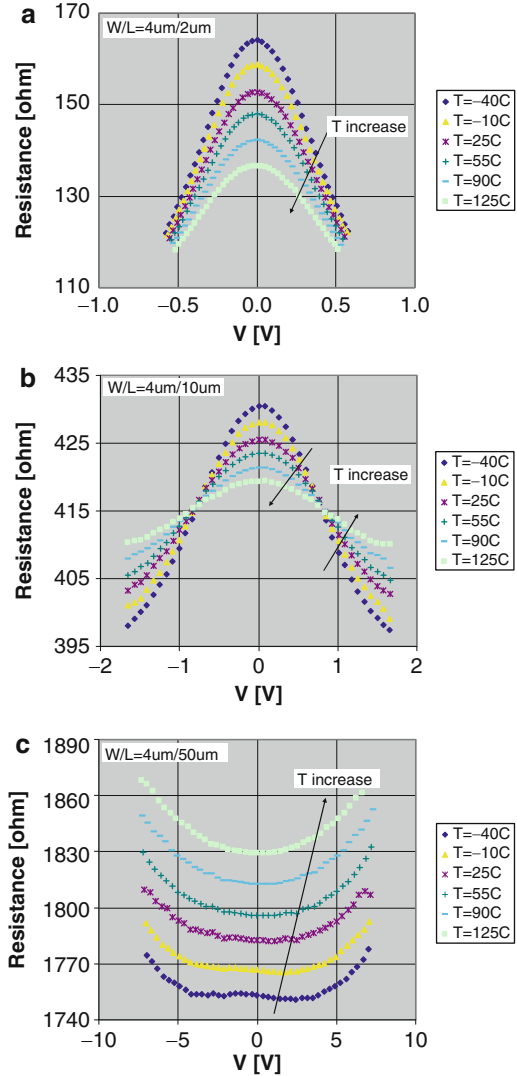 a
W/L=4um/2um
Resistance [ohm]
170
150
130
110
−1.0 −0.5 0.0 0.5 1.0
V [V]
T increase
T=−40C
T=−10C
T=25C
T=55C
T=90C
T=125C
b
W/L=4um/10um
Resistance [ohm]
435
425
415
405
395
−2 −1 0 1 2
V [V]
T increase
T=−40C
T=−10C
T=25C
T=55C
T=90C
T=125C
c
W/L=4um/50um
Resistance [ohm]
1890
1860
1830
1800
1770
1740
−10 −5 0 5 10
V [V]
T increase
T=−40C
T=−10C
T=25C
T=55C
T=90C
T=125C